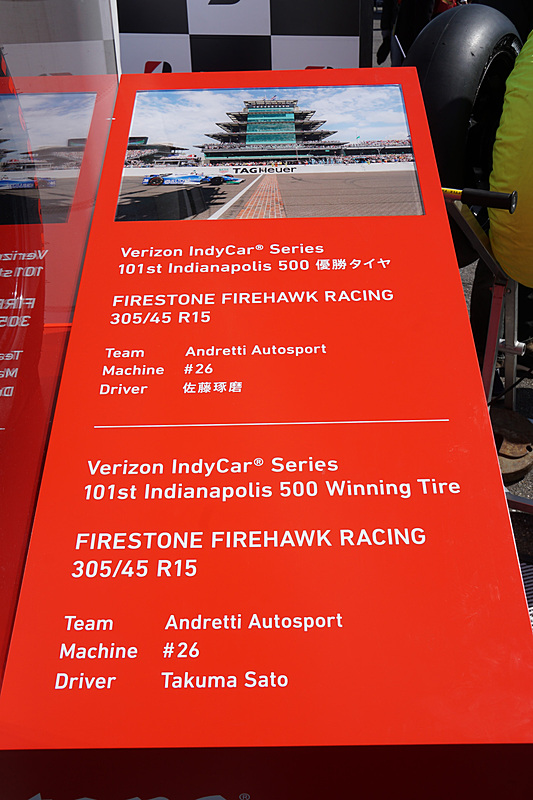 TAGHeuer
Verizon IndyCar® Series
101st Indianapolis 500 優勝タイヤ
FIRESTONE FIREHAWK RACING
305/45 R15
Team Andretti Autosport
Machine #26
Driver 佐藤琢磨
Verizon IndyCar® Series
101st Indianapolis 500 Winning Tire
FIRESTONE FIREHAWK RACING
305/45 R15
Team Andretti Autosport
Machine #26
Driver Takuma Sato